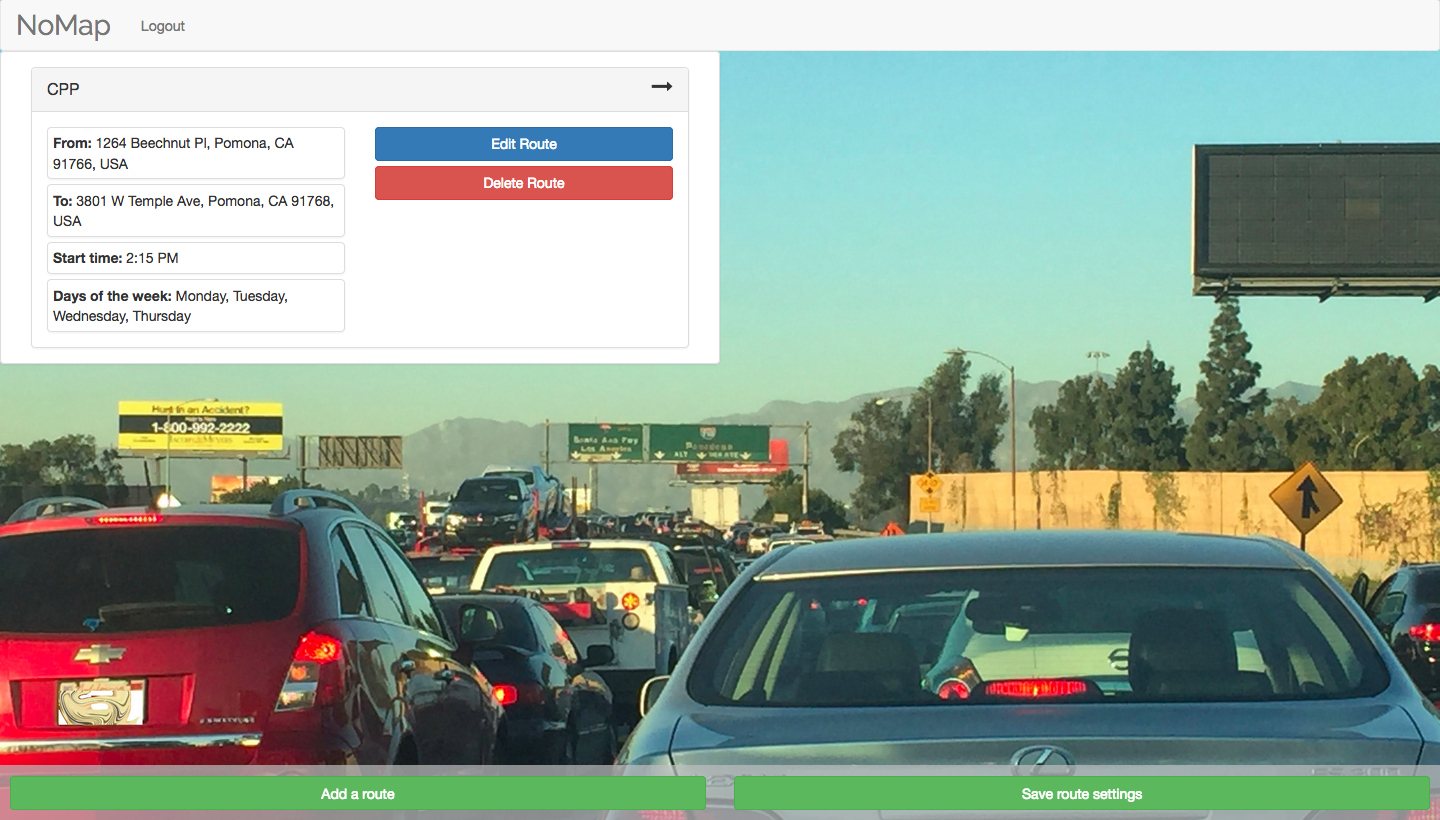 NoMap
Logout
CPP
From: 1264 Beechnut Pl, Pomona, CA
91766, USA
To: 3801 W Temple Ave, Pomona, CA 91768,
USA
Start time: 2:15 PM
Days of the week: Monday, Tuesday,
Wednesday, Thursday
Edit Route
Delete Route
Hurt in an Accident?
1-800-992-2222
Santa Ana Fwy
Los Angeles
Pasadena
Add a route
Save route settings